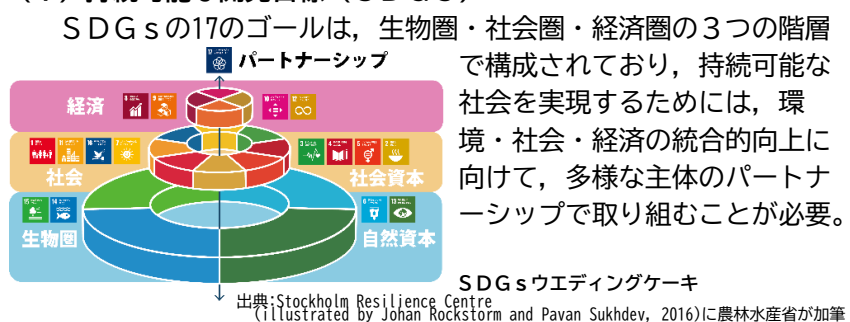 ＳＤＧｓの17のゴールは，生物圏・社会圏・経済圏の３つの階層
で構成されており，持続可能な
社会を実現するためには，環
境・社会・経済の統合的向上に
向けて，多様な主体のパートナ
ーシップで取り組むことが必要。
パートナーシップ
経済
社会
社会資本
生物圏
自然資本
ＳＤＧｓウエディングケーキ
出典:Stockholm Resilience Centre
(illustrated by Johan Rockstorm and Pavan Sukhdev, 2016)に農林水産省が加筆